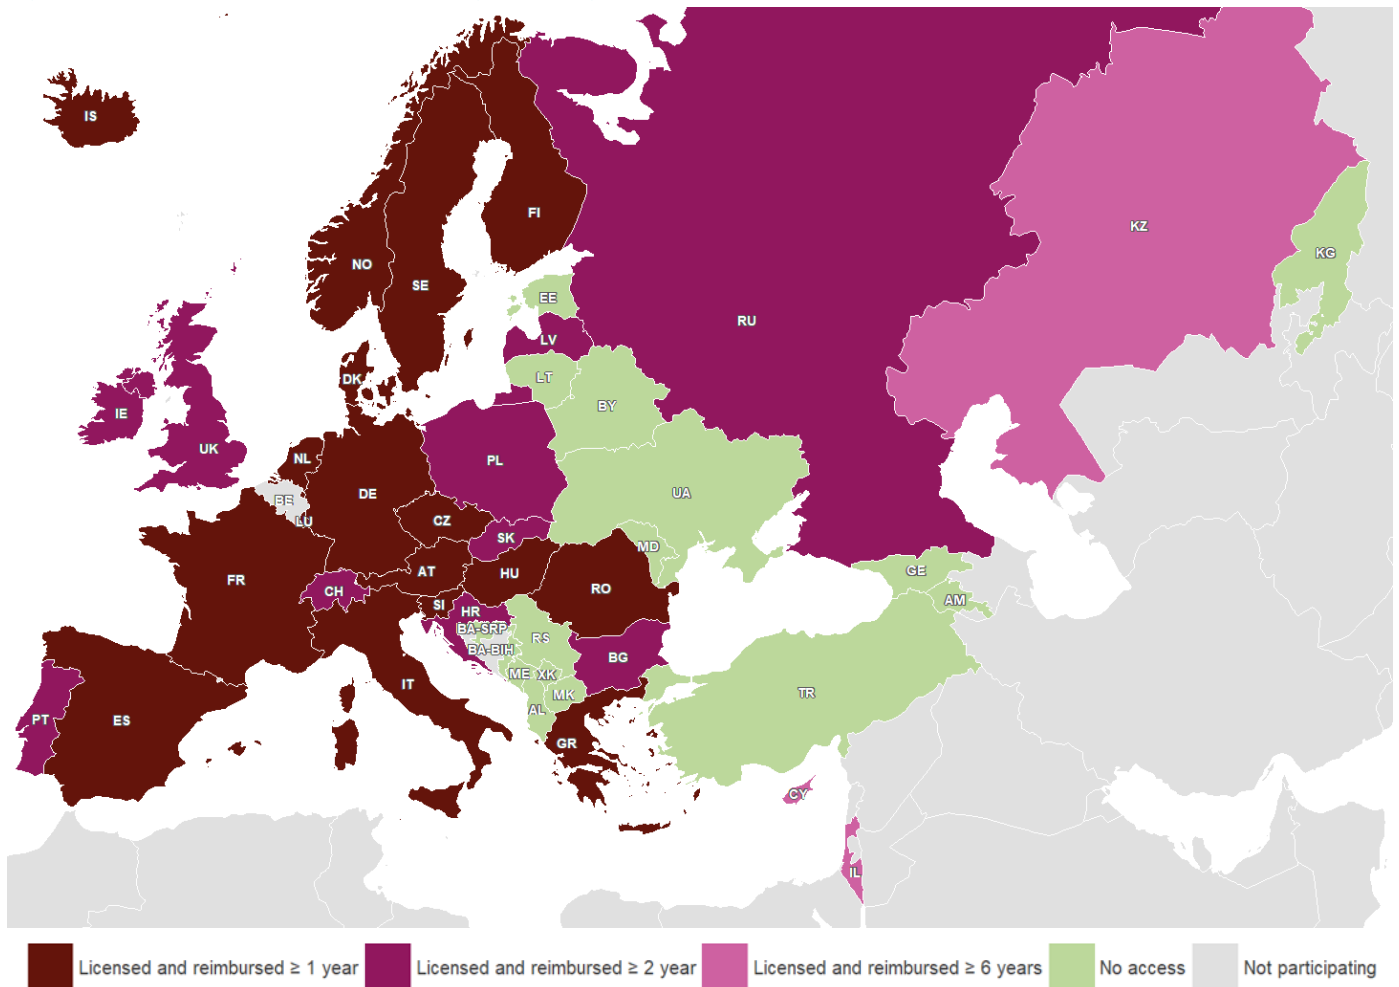 IS
FI
KZ
KG
NO
SE
EE
RU
LV
DK
LT
BY
IE
UK
NL
PL
DE
BE
UA
LU
CZ
SK
MD
FR
AT
HU
GE
CH
RO
AM
SI
HR
BA-SRP
RS
BA-BIH
BG
ME
XK
IT
MK
TR
PT
ES
AL
GR
CY
IL
Licensed and reimbursed ≥ 1 year Licensed and reimbursed ≥ 2 year Licensed and reimbursed ≥ 6 years No access Not participating